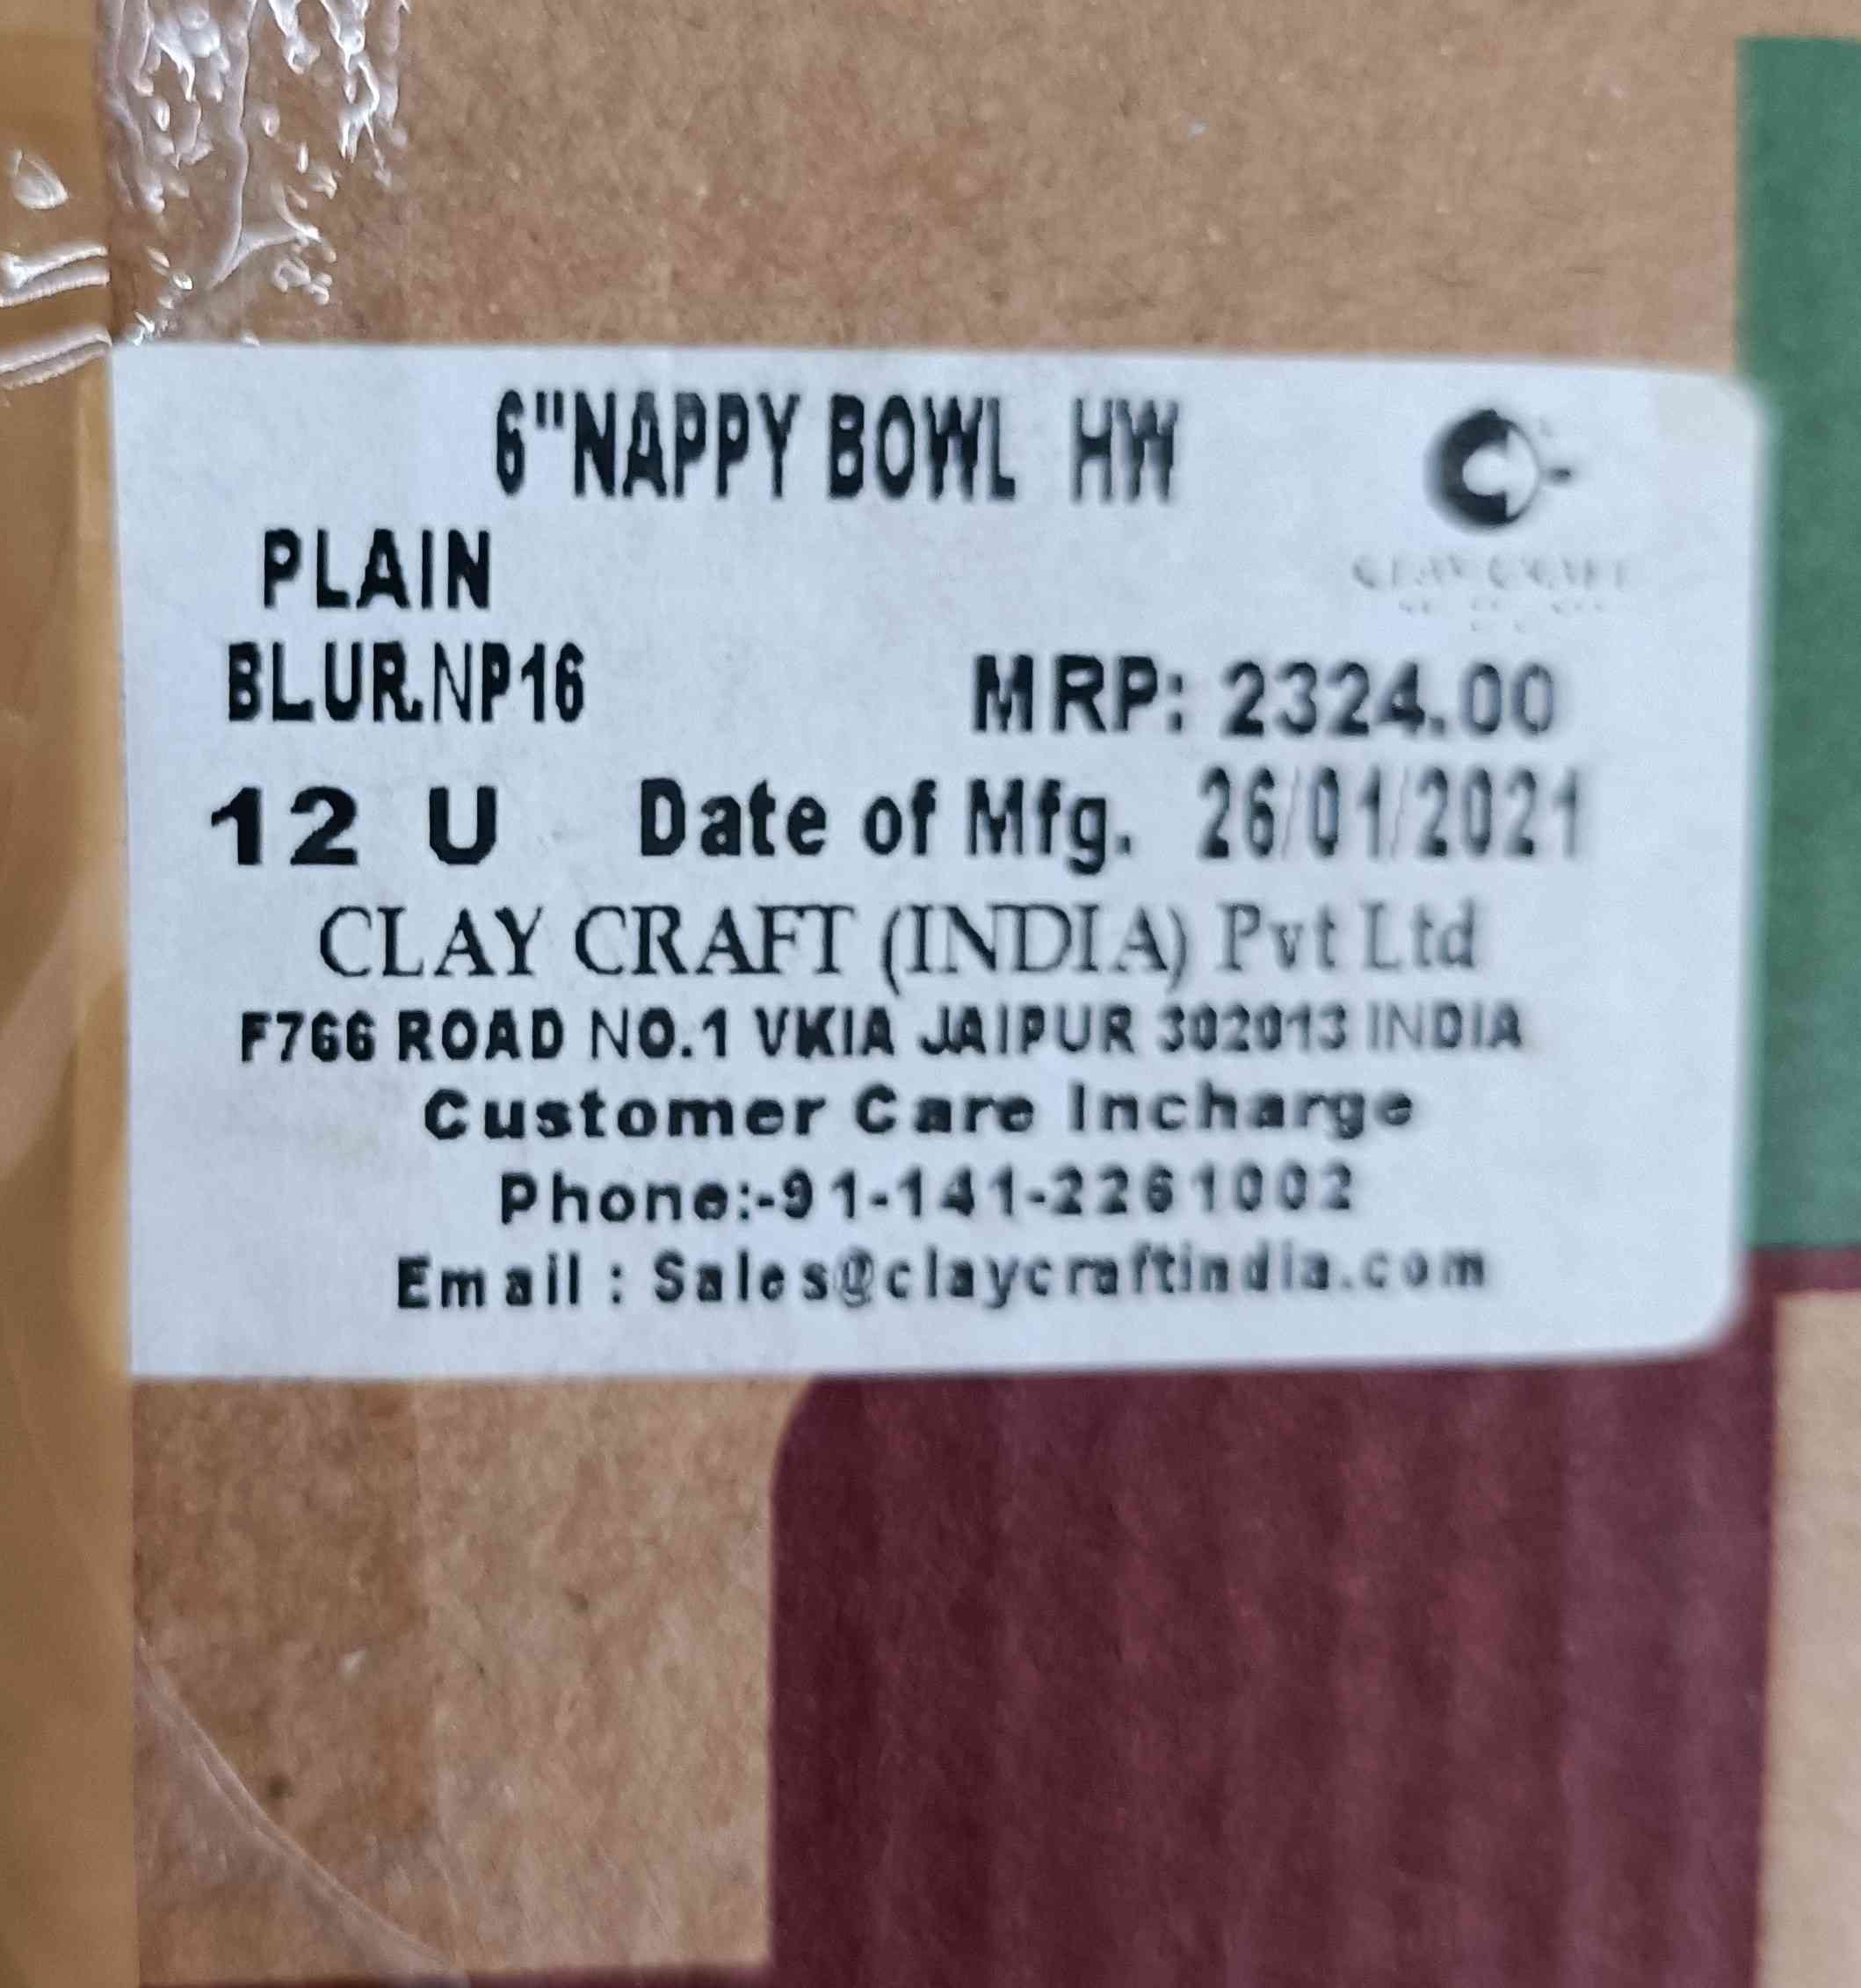 6"NAPPY BOWL HW
CLAY CRAFT
PLAIN
BLUR.NP16 MRP: 2324.00
12 U Date of Mfg. 26/01/2021
CLAY CRAFT (INDIA) Pvt Ltd
F766 ROAD NO.1 VKIA JAIPUR 302013 INDIA
Customer Care Incharge
Phone:-91-141-2261002
Email : Sales@claycraftindia.com